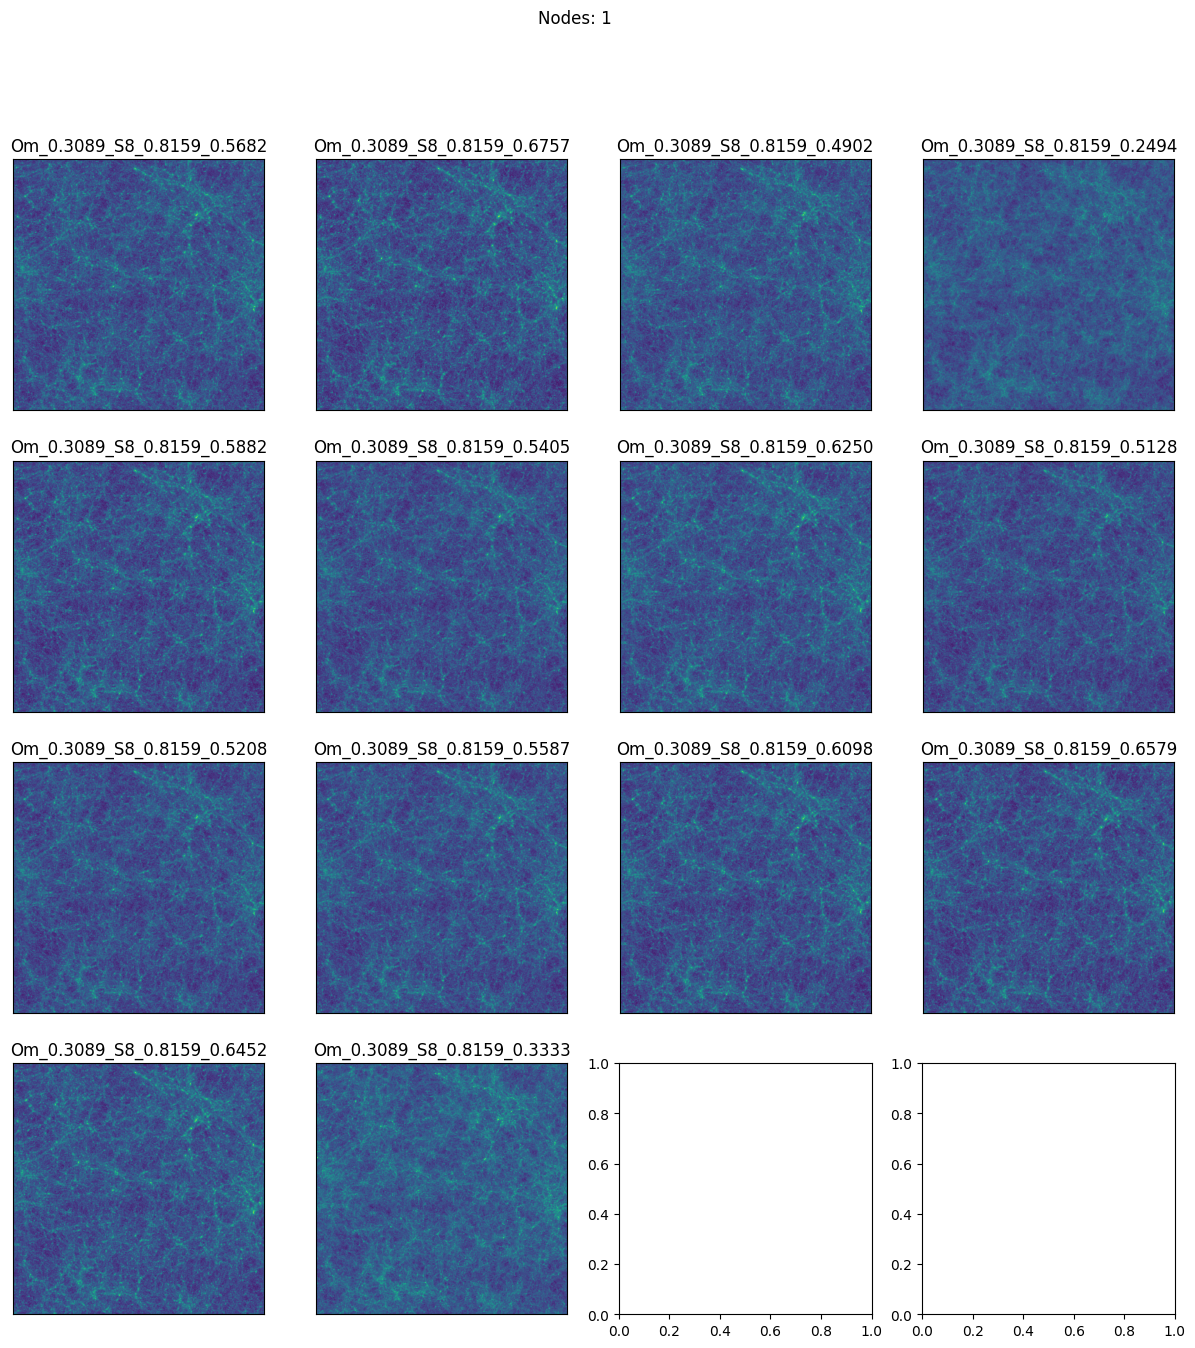 Nodes: 1
Om_0.3089_S8_0.8159_0.5682 Om_0.3089_S8_0.8159_0.6757 Om_0.3089_S8_0.8159_0.4902 Om_0.3089_S8_0.8159_0.2494
Om_0.3089_S8_0.8159_0.5882 Om_0.3089_S8_0.8159_0.5405 Om_0.3089_S8_0.8159_0.6250 Om_0.3089_S8_0.8159_0.5128
Om_0.3089_S8_0.8159_0.5208 Om_0.3089_S8_0.8159_0.5587 Om_0.3089_S8_0.8159_0.6098 Om_0.3089_S8_0.8159_0.6579
Om_0.3089_S8_0.8159_0.6452 Om_0.3089_S8_0.8159_0.3333
1.0 1.0
0.8 0.8
0.6 0.6
0.4 0.4
0.2 0.2
0.0 0.0
0.0 0.2 0.4 0.6 0.8 1.0 0.0 0.2 0.4 0.6 0.8 1.0